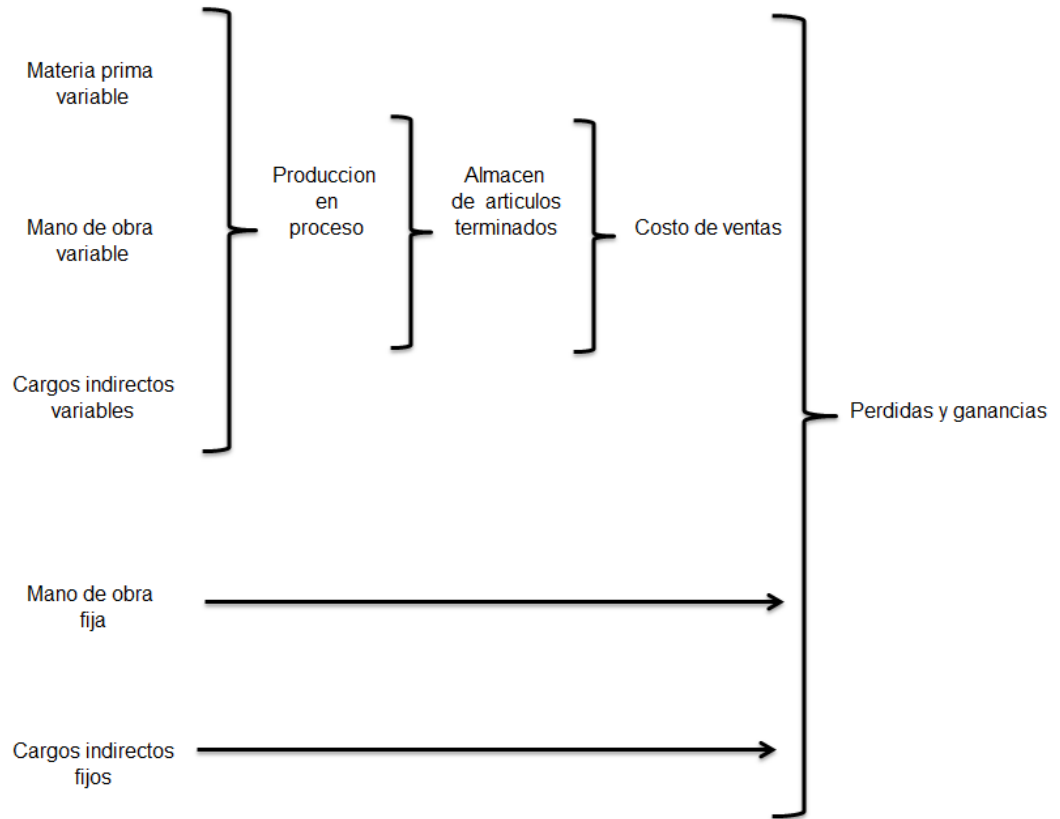 Materia prima
variable
Mano de obra
variable
Cargos indirectos
variables
Produccion
en
proceso
Almacen
de articulos
terminados
Costo de ventas
Perdidas y ganancias
Mano de obra
fija
Cargos indirectos
fijos